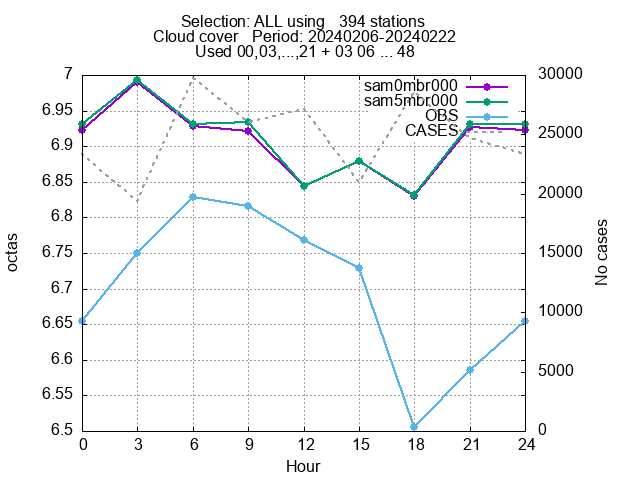 Selection: ALL using   394 stations
Cloud cover   Period: 20240206-20240222
Used 00,03,...,21 + 03 06 ... 48
7 30000
sam0mbr000
sam5mbr000
OBS
CASES
6.95
6.9 25000
6.85
6.8 20000
6.75 15000
6.7
6.65 10000
6.6
6.55 5000
6.5 0
octas
No cases
0 3 6 9 12 15 18 21 24
Hour